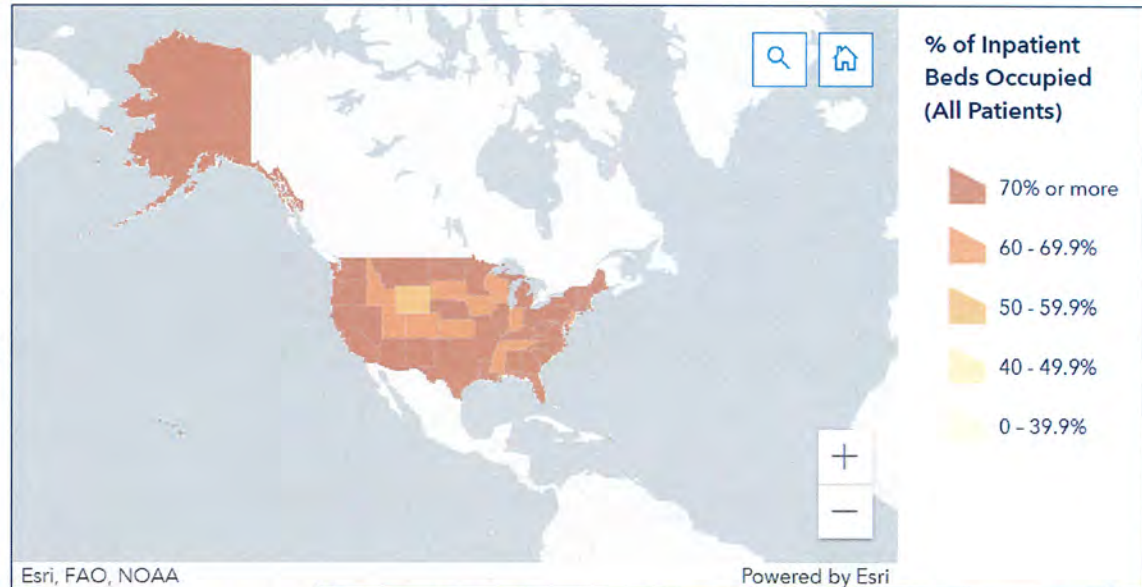 % of Inpatient
Beds Occupied
(All Patients)
70% or more
60 - 69.9%
50 - 59.9%
40 - 49.9%
0 - 39.9%
Esri, FAO, NOAA
Powered by Esri